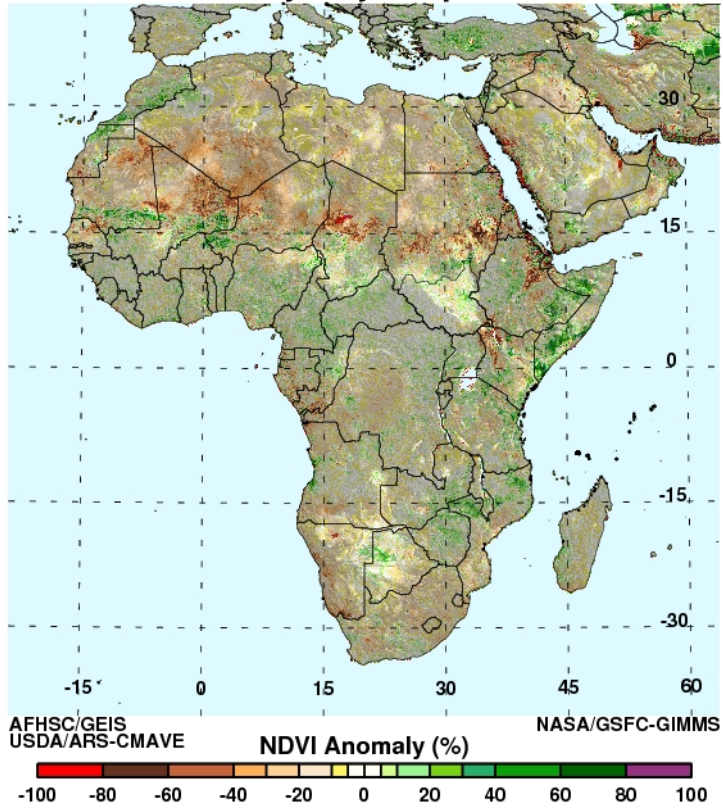 30
15
0
-15
-30
-15 0 15 30 45 60
AFHSC/GEIS NASA/GSFC-GIMMS
USDA/ARS-CMAVE
NDVI Anomaly (%)
-100 -80 -60 -40 -20 0 20 40 60 80 100